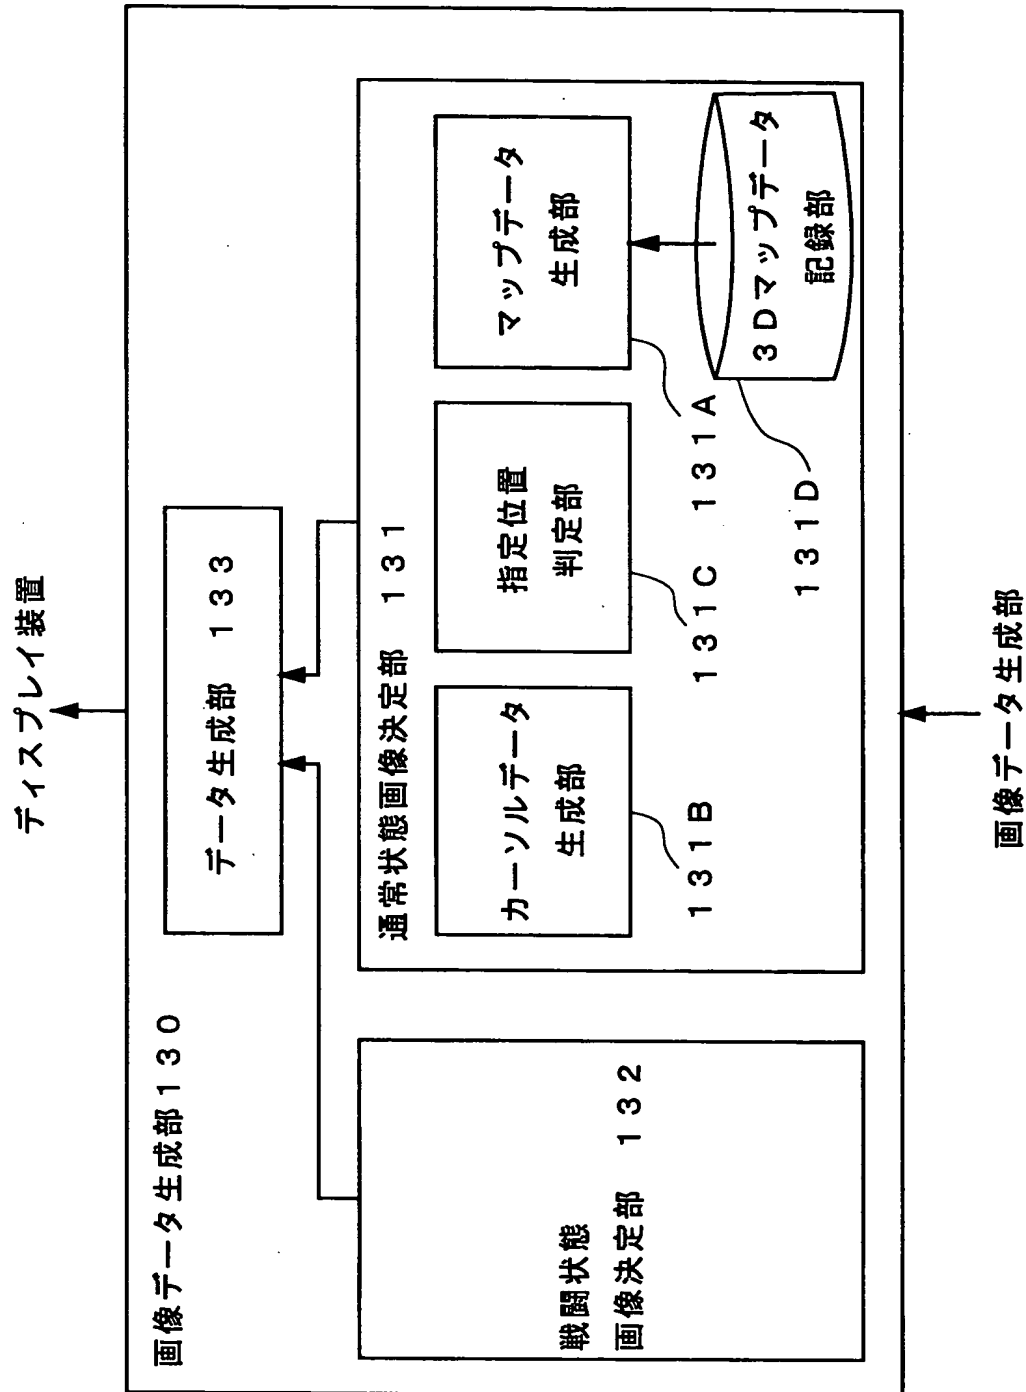 ディスプレイ装置
画像データ生成部130
データ生成部 133
戦闘状態
画像決定部 132
通常状態画像決定部 131
カーソルデータ
生成部
131B
指定位置
判定部
131C
マップデータ
生成部
131A
3Dマップデータ
記録部
131D
画像データ生成部